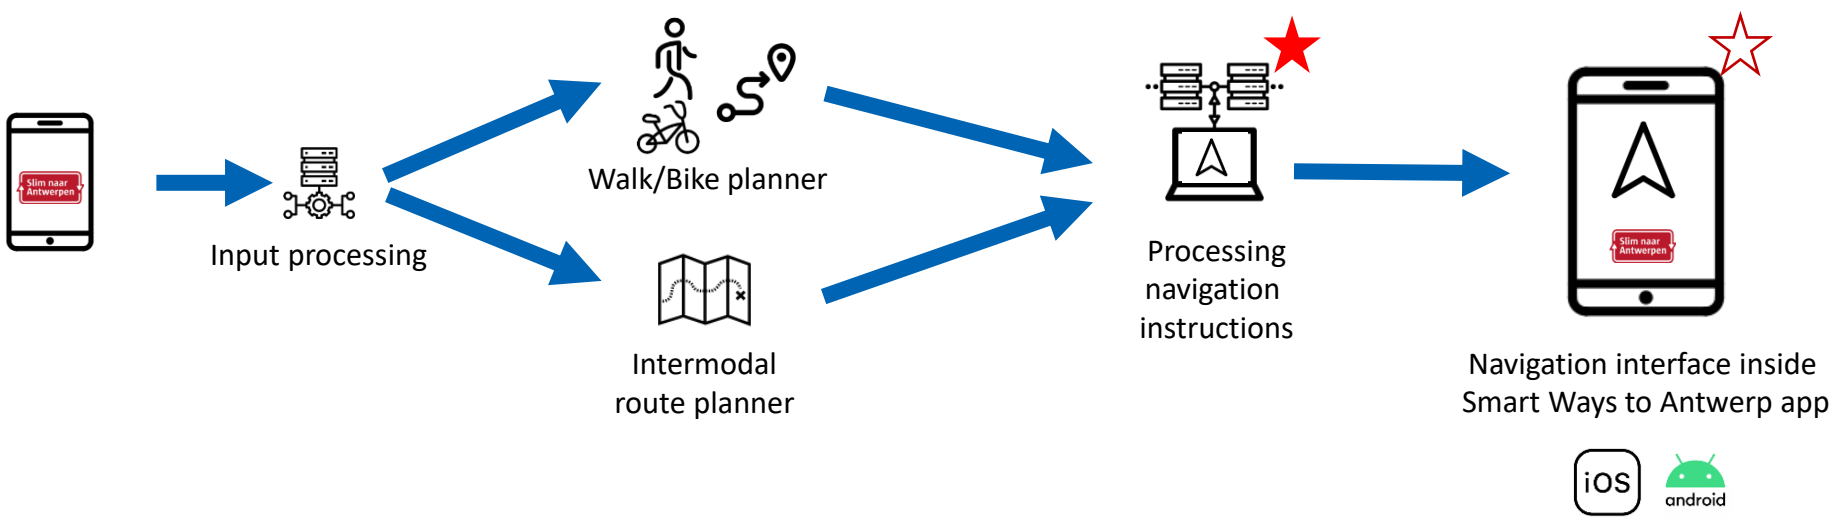 Slim naar
Antwerpen
Input processing
Walk/Bike planner
Intermodal
route planner
Processing
navigation
instructions
Slim naar
Antwerpen
Navigation interface inside
Smart Ways to Antwerp app
iOS
android